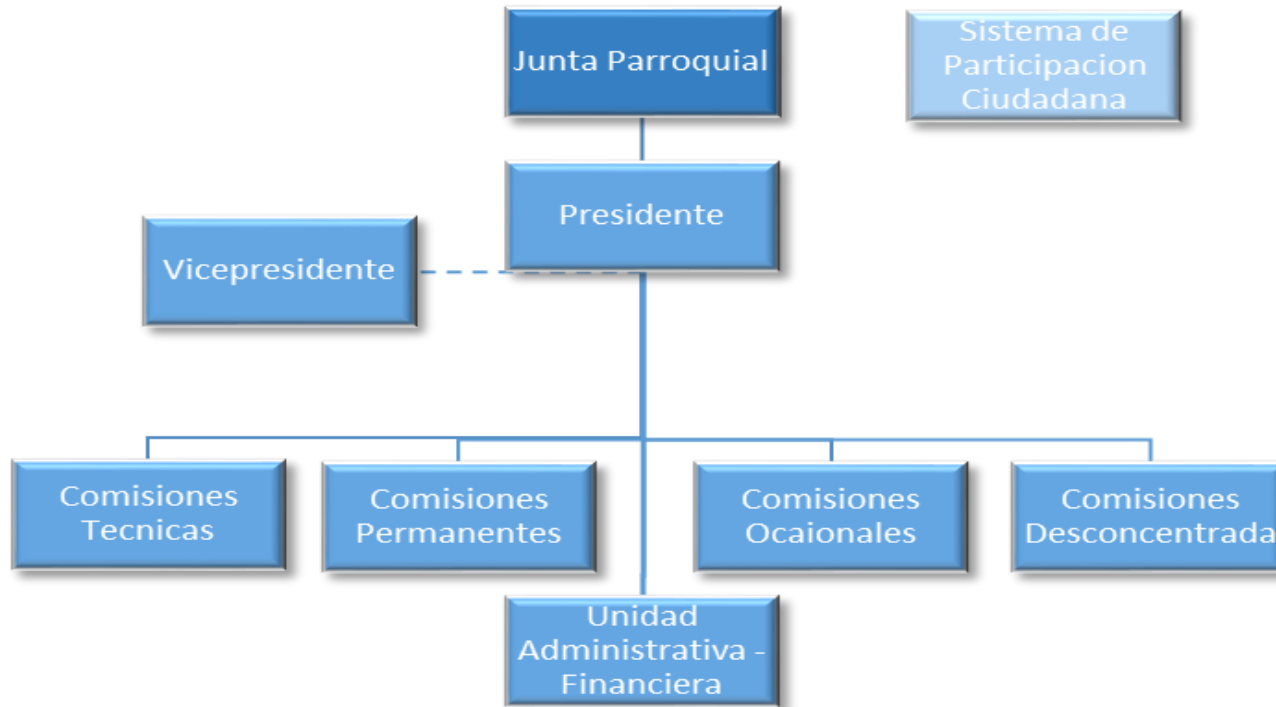 Junta Parroquial
Sistema de
Participacion
Ciudadana
Presidente
Vicepresidente
Comisiones
Tecnicas
Comisiones
Permanentes
Comisiones
Ocaionales
Comisiones
Desconcentrada
Unidad
Administrativa -
Financiera